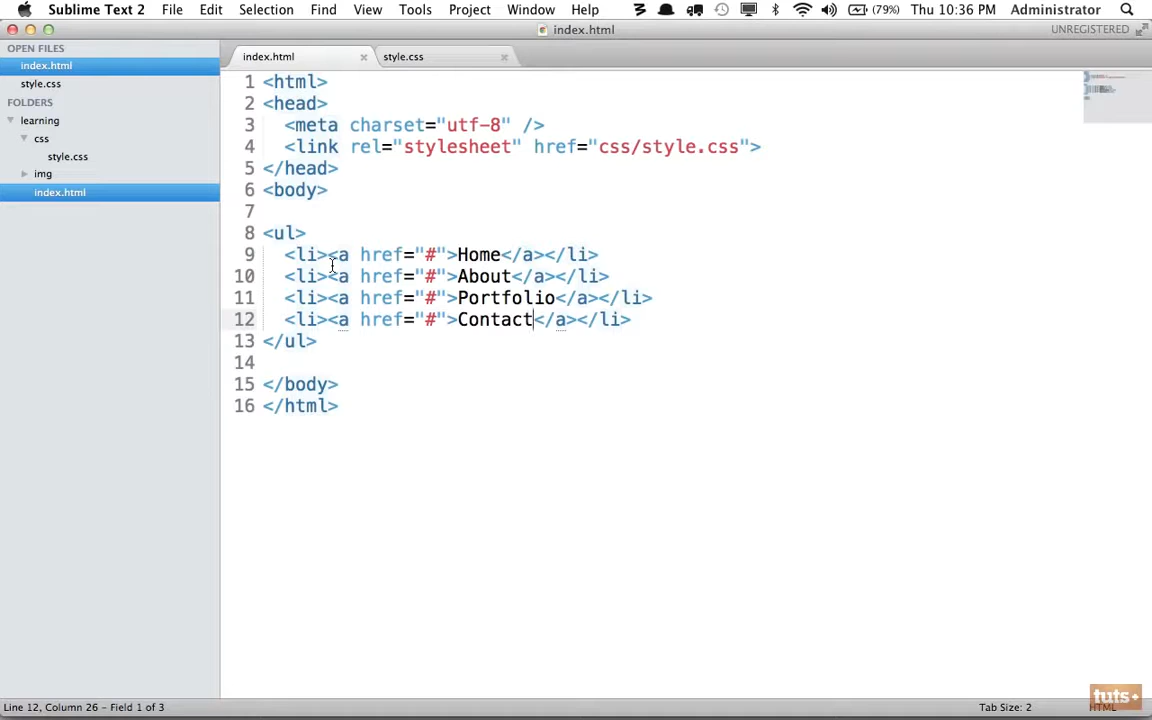 Sublime Text 2 File Edit Selection Find View Tools Project Window Help (79%) Thu 10:36 PM Administrator
index.html UNREGISTERED
OPEN FILES
index.html
style.css
FOLDERS
learning
css
style.css
img
index.html
index.html style.css
1 <html>
2 <head>
3 <meta charset="utf-8" />
4 <link rel="stylesheet" href="css/style.css">
5 </head>
6 <body>
7
8 <ul>
9 <li><a href="#">Home</a></li>
10 <li><a href="#">About</a></li>
11 <li><a href="#">Portfolio</a></li>
12 <li><a href="#">Contact</a></li>
13 </ul>
14
15 </body>
16 </html>
Line 12, Column 26 - Field 1 of 3 Tab Size: 2 HTML
tuts+